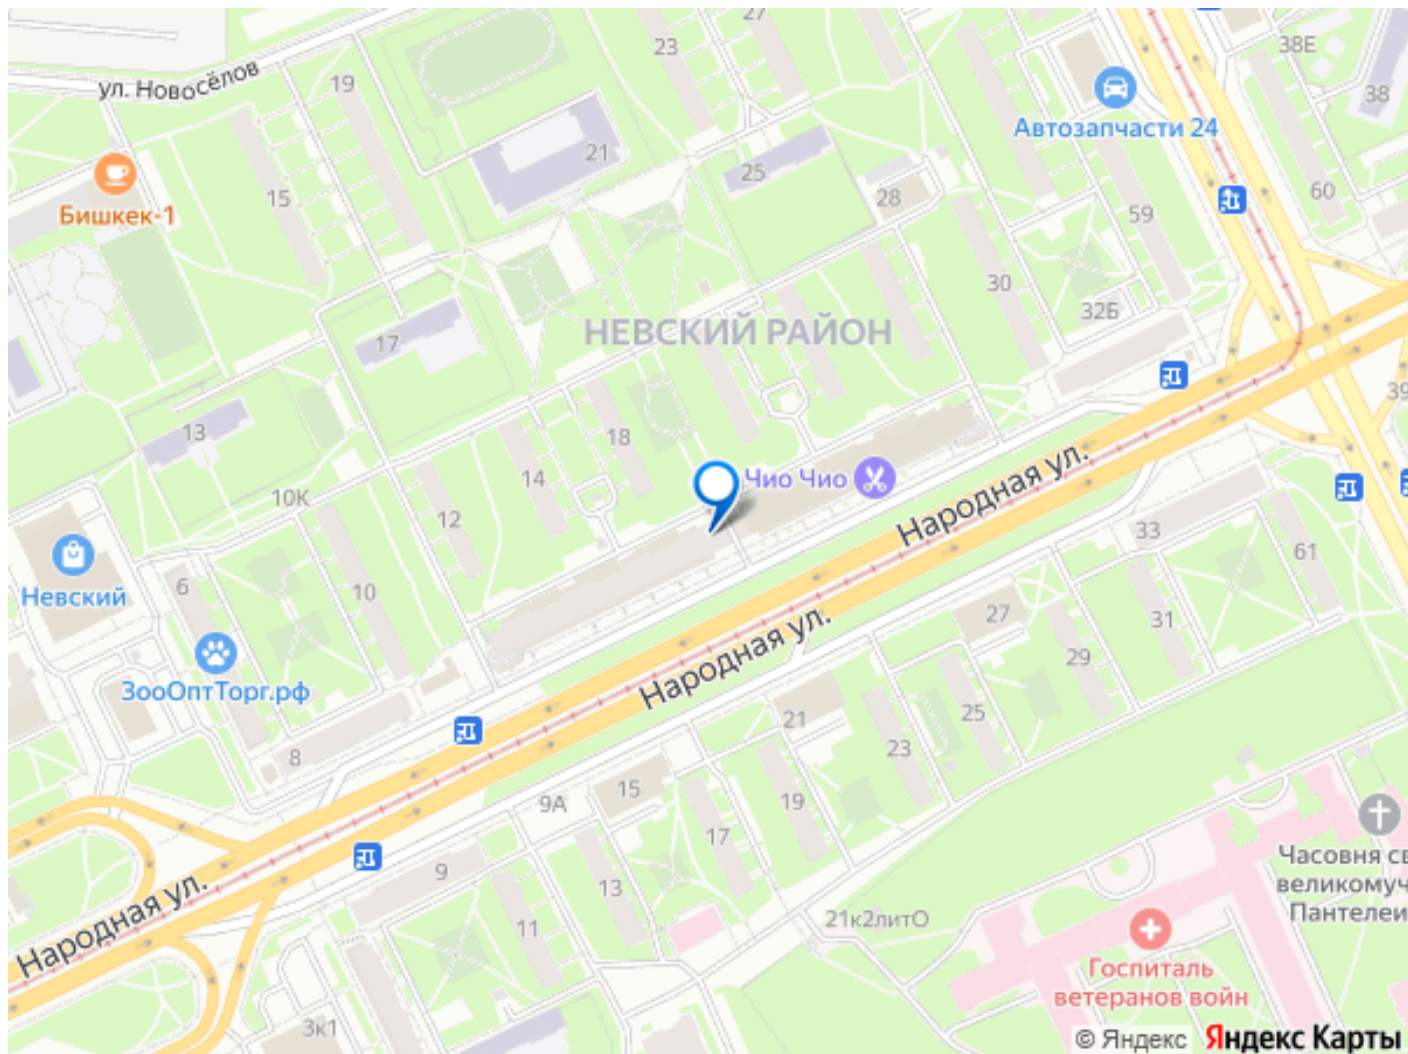 27
23
38Е
ул. Новосёлов
19
38
Автозапчасти 24
21
25
60
Бишкек-1
15
28
59
30
32Б
НЕВСКИЙ РАЙОН
17
39
13
18
14
Чио Чио
Народная ул.
10К
12
33
61
Невский
6
10
27
31
Народная ул.
29
ЗооОптТорг.рф
21
25
23
8
15
9А
19
17
Народная ул.
9
13
11
21к2литО
Часовня св
великомуч
Пантелеи
Госпиталь
ветеранов войн
3к1
© Яндекс
Яндекс Карты